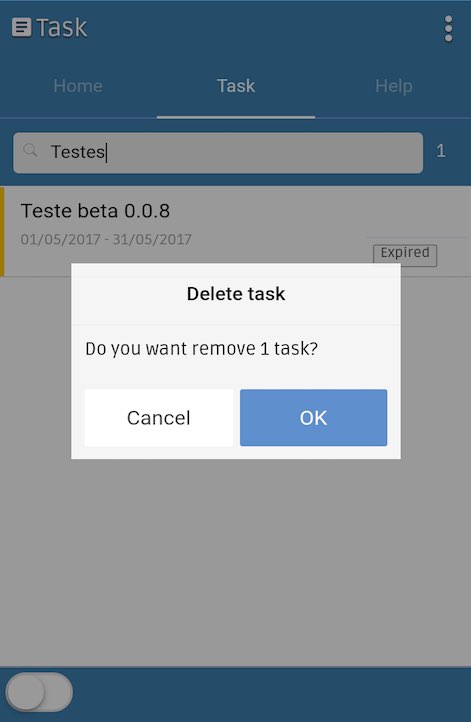 Task
Home Task Help
Testes 1
Teste beta 0.0.8
01/05/2017 - 31/05/2017
Expired
Delete task
Do you want remove 1 task?
Cancel OK